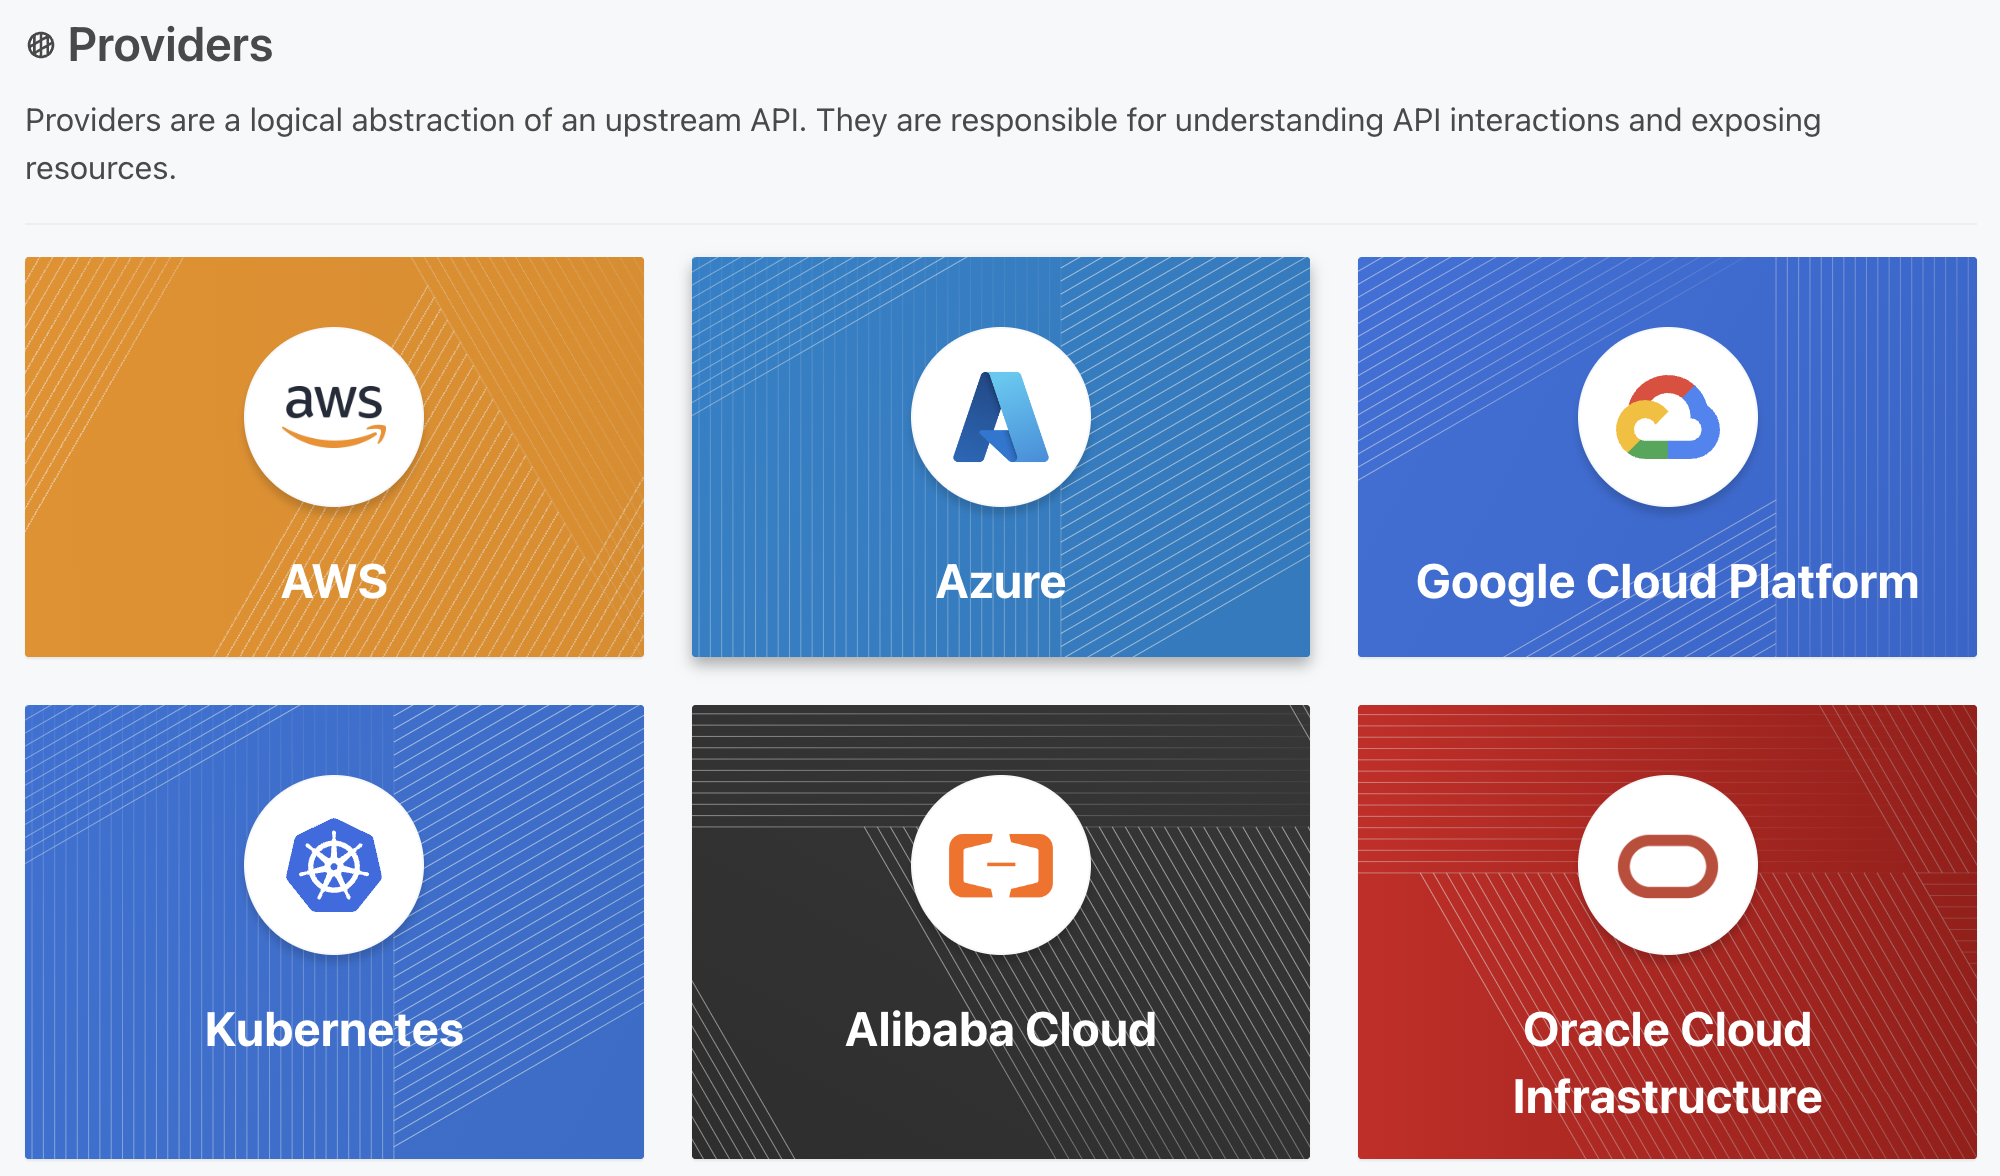 Providers
Providers are a logical abstraction of an upstream API. They are responsible for understanding API interactions and exposing
resources.
aws
AWS
Azure
Google Cloud Platform
Kubernetes
Alibaba Cloud
Oracle Cloud
Infrastructure